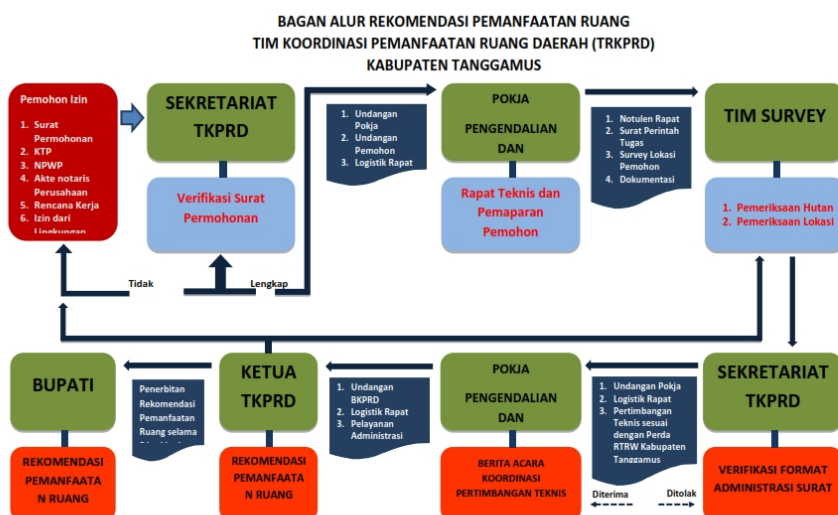 BAGAN ALUR REKOMENDASI PEMANFAATAN RUANG
TIM KOORDINASI PEMANFAATAN RUANG DAERAH (TRKPRD)
KABUPATEN TANGGAMUS
Pemohon Izin
1. Surat
Permohonan
2. KTP
3. NPWP
4. Akte notaris
Perusahaan
5. Rencana Kerja
6. Izin dari
Lingkungan
SEKRETARIAT
TKPRD
Verifikasi Surat
Permohonan
1. Undangan
Pokja
2. Undangan
Pemohon
3. Logistik Rapat
POKJA
PENGENDALIAN
DAN
Rapat Teknis dan
Pemaparan
Pemohon
1. Notulen Rapat
2. Surat Perintah
Tugas
3. Survey Lokasi
Pemohon
4. Dokumentasi
TIM SURVEY
1. Pemeriksaan Hutan
2. Pemeriksaan Lokasi
Tidak
Lengkap
BUPATI
REKOMENDASI
PEMANFAATA
N RUANG
Penerbitan
Rekomendasi
Pemanfaatan
Ruang selama
KETUA
TKPRD
REKOMENDASI
PEMANFAATA
N RUANG
1. Undangan
BKPRD
2. Logistik Rapat
3. Pelayanan
Administrasi
POKJA
PENGENDALIAN
DAN
BERITA ACARA
KOORDINASI
PERTIMBANGAN TEKNIS
1. Undangan Pokja
2. Logistik Rapat
3. Pertimbangan
Teknis sesuai
dengan Perda
RTRW Kabupaten
Tanggamus
Diterima
Ditolak
SEKRETARIAT
TKPRD
VERIFIKASI FORMAT
ADMINISTRASI SURAT